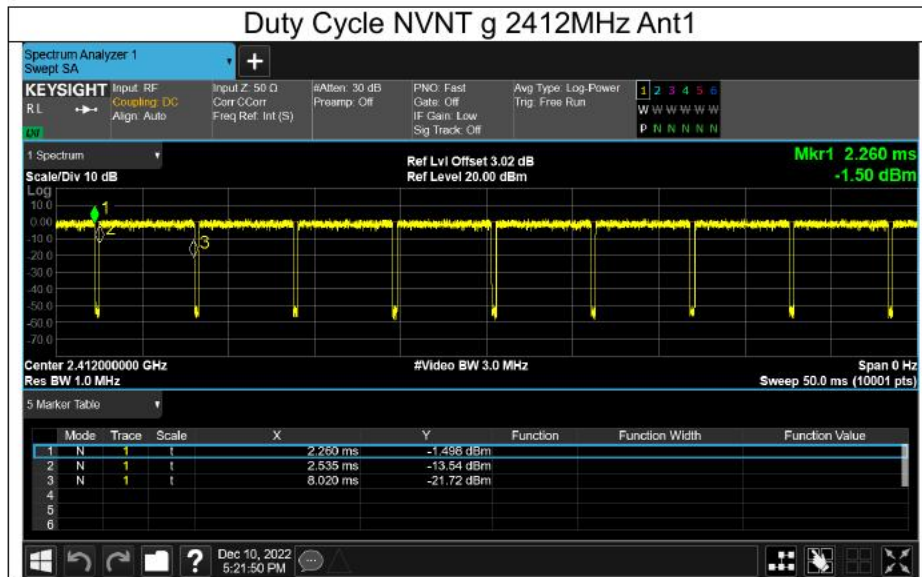 Duty Cycle NVNT g 2412MHz Ant1
Spectrum Analyzer 1
Swept SA
+
KEYSIGHT Input: RF Input Z: 50 Ω #Atten: 30 dB PNO: Fast Avg Type: Log-Power 1 2 3 4 5 6
RL Coupling: DC Corr CCorr Preamp: Off Gate: Off Trig: Free Run W W W W W W
Align: Auto Freq Ref: Int (S) IF Gain: Low
Sig Track: Off P N N N N N
LXI
1 Spectrum Ref Lvl Offset 3.02 dB Mkr1 2.260 ms
Scale/Div 10 dB Ref Level 20.00 dBm -1.50 dBm
Log
10.0
0.00
-10.0
-20.0
-30.0
-40.0
-50.0
-60.0
-70.0
1
2
3
Center 2.412000000 GHz #Video BW 3.0 MHz Span 0 Hz
Res BW 1.0 MHz Sweep 50.0 ms (10001 pts)
5 Marker Table
Mode Trace Scale X Y Function Function Width Function Value
1 N 1 t 2.260 ms -1.498 dBm
2 N 1 t 2.535 ms -13.54 dBm
3 N 1 t 8.020 ms -21.72 dBm
4
5
6
? Dec 10, 2022
5:21:50 PM